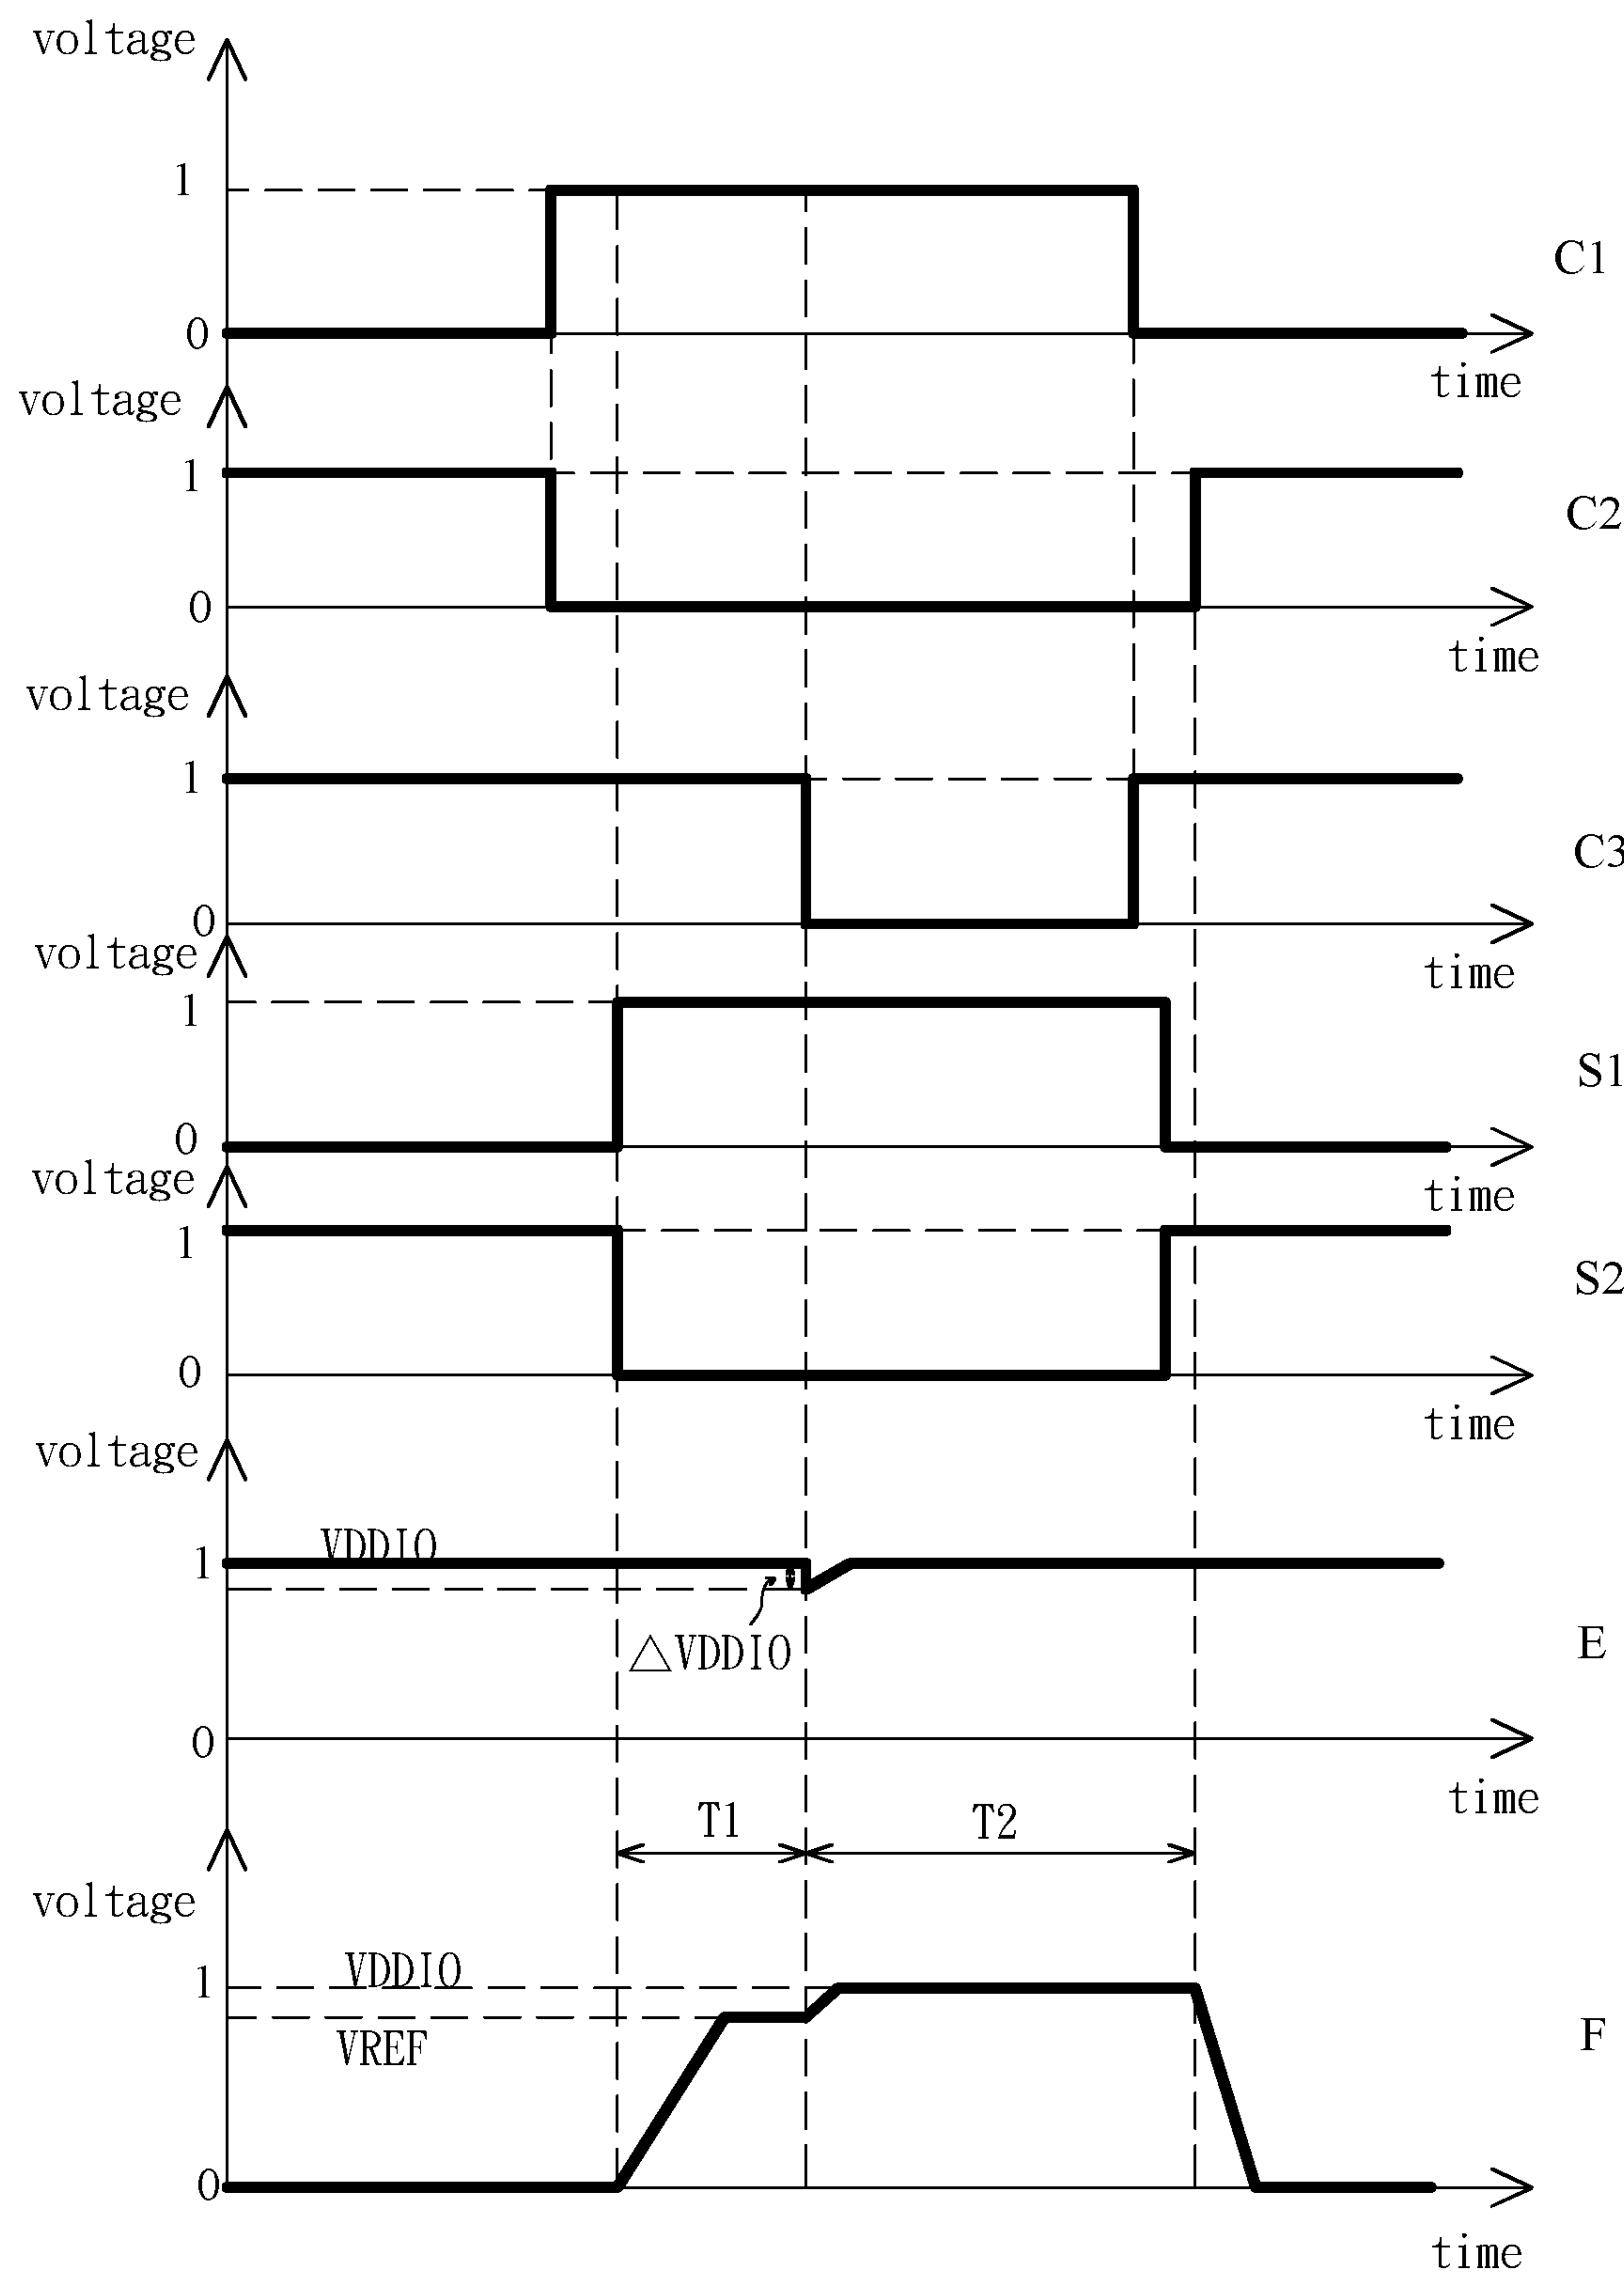 voltage
1
C1
0
time
voltage
1
C2
0
time
voltage
1
C3
0
time
voltage
1
S1
0
time
voltage
1
S2
0
time
voltage
VDDIO
1
△VDDIO
E
0
time
T1 T2
voltage
VDDIO
1
VREF
F
0
time